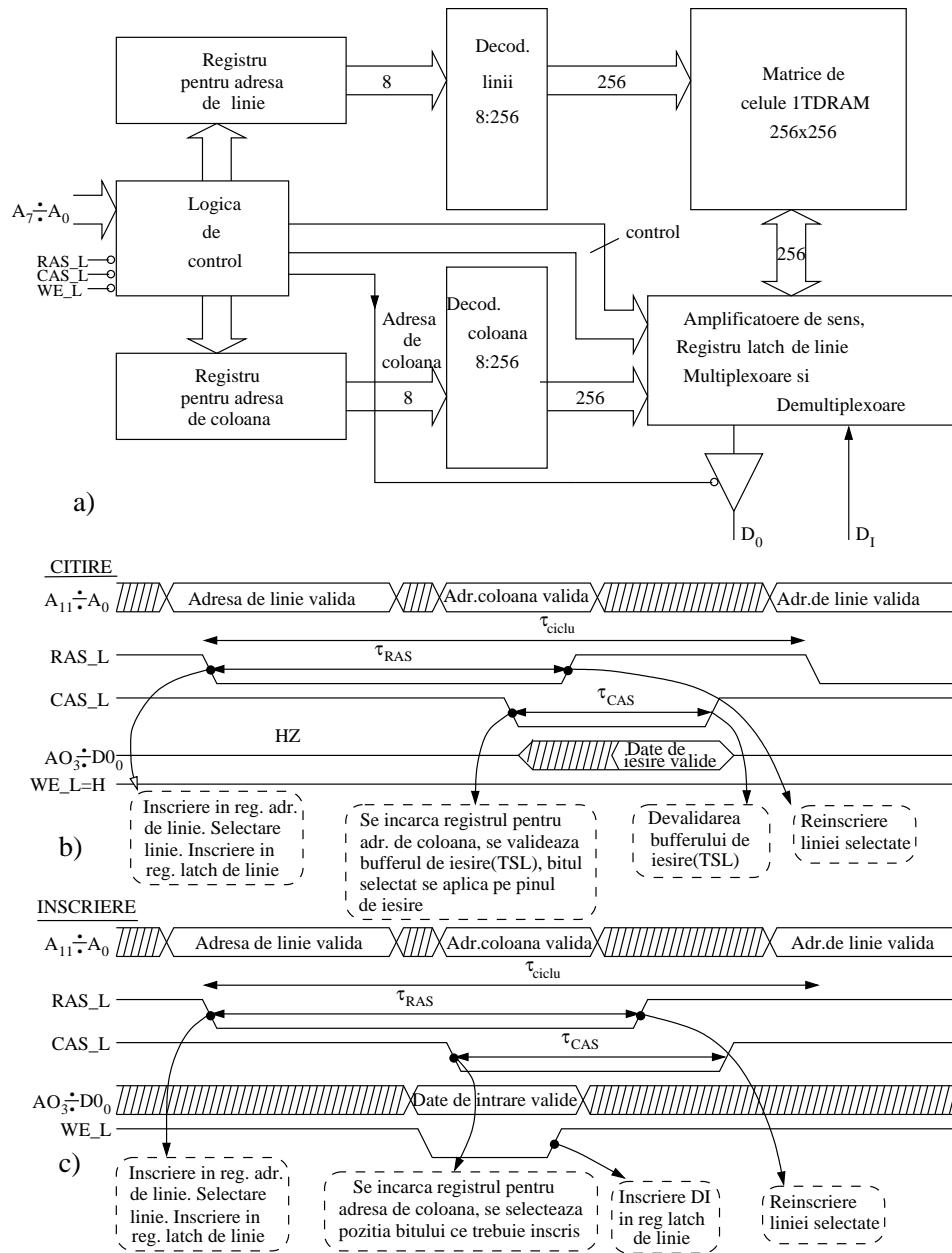 Registru
pentru adresa
de linie
8
Decod.
linii
8:256
256
Matrice de
celule 1TDRAM
256x256
A7÷A0
RAS_L
CAS_L
WE_L
Logica
de
control
control
256
Adresa
de
coloana
Decod.
coloana
8:256
Registru
pentru adresa
de coloana
8
256
Amplificatoere de sens,
Registru latch de linie
Multiplexoare si
Demultiplexoare
a)
D0
DI
CITIRE
A11÷A0
Adresa de linie valida
Adr.coloana valida
Adr.de linie valida
τciclu
RAS_L
τRAS
CAS_L
τCAS
HZ
AO3÷D00
Date de
iesire valide
WE_L=H
b)
Inscriere in reg. adr.
de linie. Selectare
linie. Inscriere in
reg. latch de linie
Se incarca registrul pentru
adr. de coloana, se valideaza
bufferul de iesire(TSL), bitul
selectat se aplica pe pinul
de iesire
Devalidarea
bufferului de
iesire(TSL)
Reinscriere
liniei selectate
INSCRIERE
A11÷A0
Adresa de linie valida
Adr.coloana valida
Adr.de linie valida
τciclu
RAS_L
τRAS
CAS_L
τCAS
AO3÷D00
Date de intrare valide
WE_L
c)
Inscriere in reg. adr.
de linie. Selectare
linie. Inscriere in
reg. latch de linie
Se incarca registrul pentru
adresa de coloana, se selecteaza
pozitia bitului ce trebuie inscris
Inscriere DI
in reg latch
de linie
Reinscriere
liniei selectate